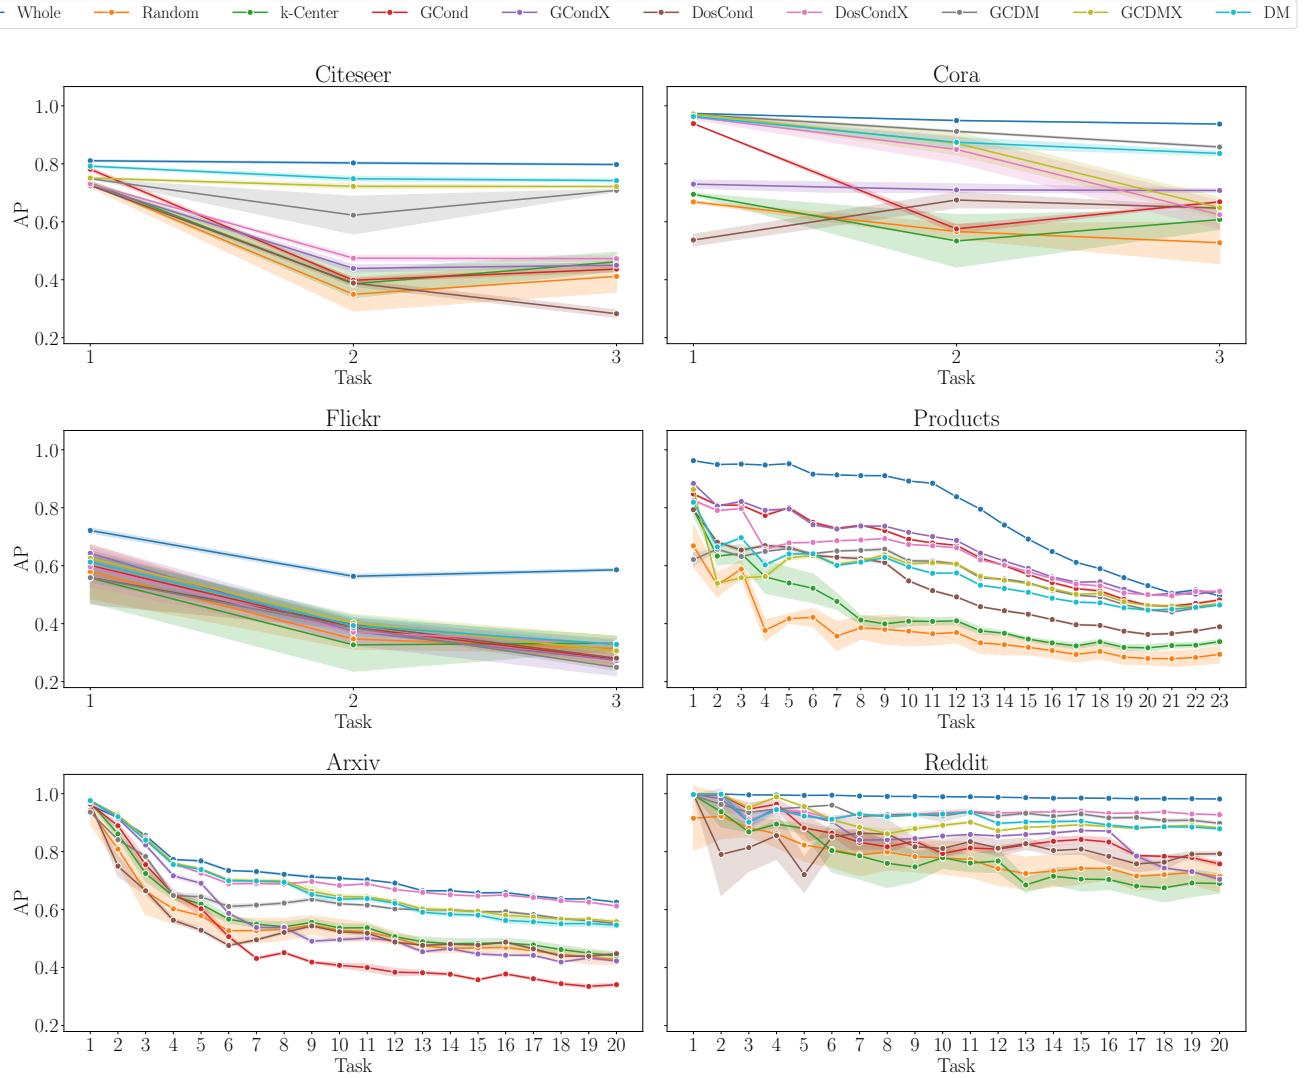 Whole Random k-Center GCond GCondX DosCond DosCondX GCDM GCDMX DM
Citeseer
Cora
AP
1.0
0.8
0.6
0.4
0.2
1 2 3
Task
1 2 3
Task
Flickr
Products
AP
1.0
0.8
0.6
0.4
0.2
1 2 3
Task
1 2 3 4 5 6 7 8 9 10 11 12 13 14 15 16 17 18 19 20 21 22 23
Task
Arxiv
Reddit
AP
1.0
0.8
0.6
0.4
0.2
1 2 3 4 5 6 7 8 9 10 11 12 13 14 15 16 17 18 19 20
Task
1 2 3 4 5 6 7 8 9 10 11 12 13 14 15 16 17 18 19 20
Task